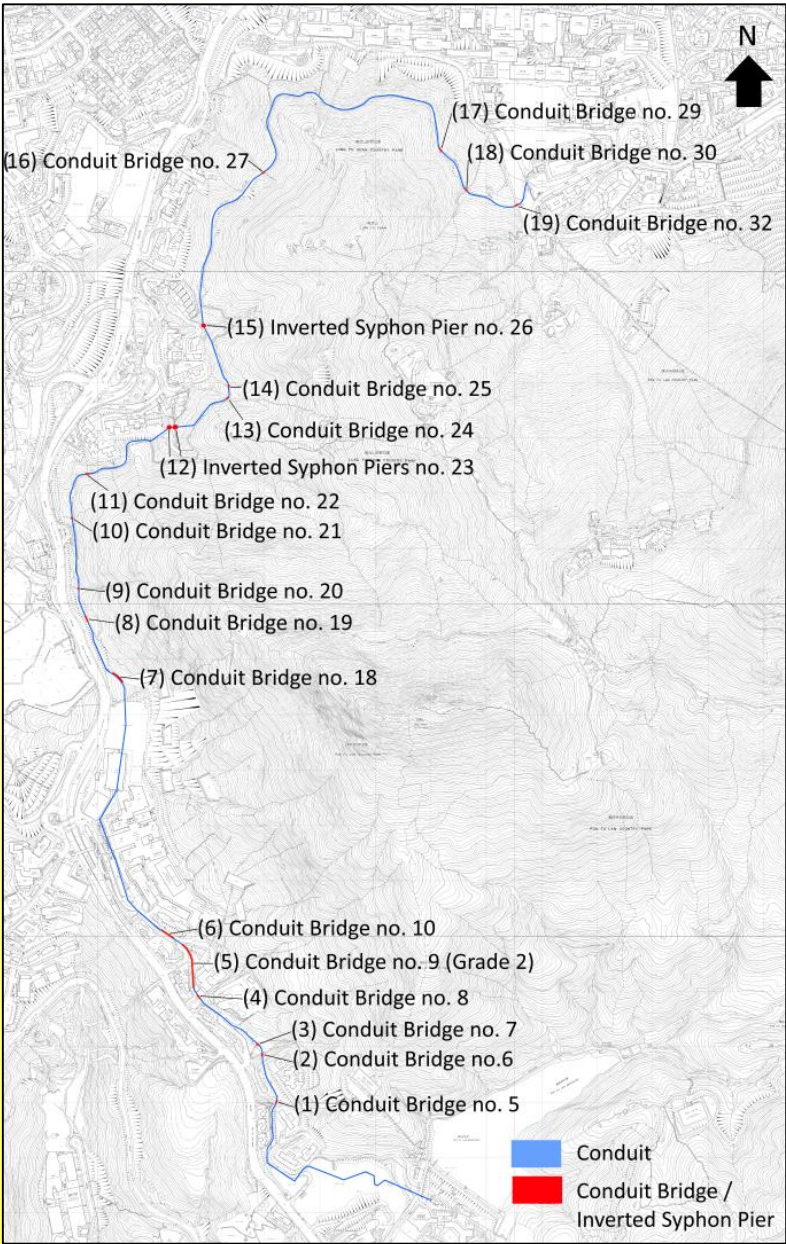 N
(17) Conduit Bridge no. 29
(18) Conduit Bridge no. 30
(16) Conduit Bridge no. 27
(19) Conduit Bridge no. 32
(15) Inverted Syphon Pier no. 26
(14) Conduit Bridge no. 25
(13) Conduit Bridge no. 24
(12) Inverted Syphon Piers no. 23
(11) Conduit Bridge no. 22
(10) Conduit Bridge no. 21
(9) Conduit Bridge no. 20
(8) Conduit Bridge no. 19
(7) Conduit Bridge no. 18
(6) Conduit Bridge no. 10
(5) Conduit Bridge no. 9 (Grade 2)
(4) Conduit Bridge no. 8
(3) Conduit Bridge no. 7
(2) Conduit Bridge no.6
(1) Conduit Bridge no. 5
Conduit
Conduit Bridge /
Inverted Syphon Pier